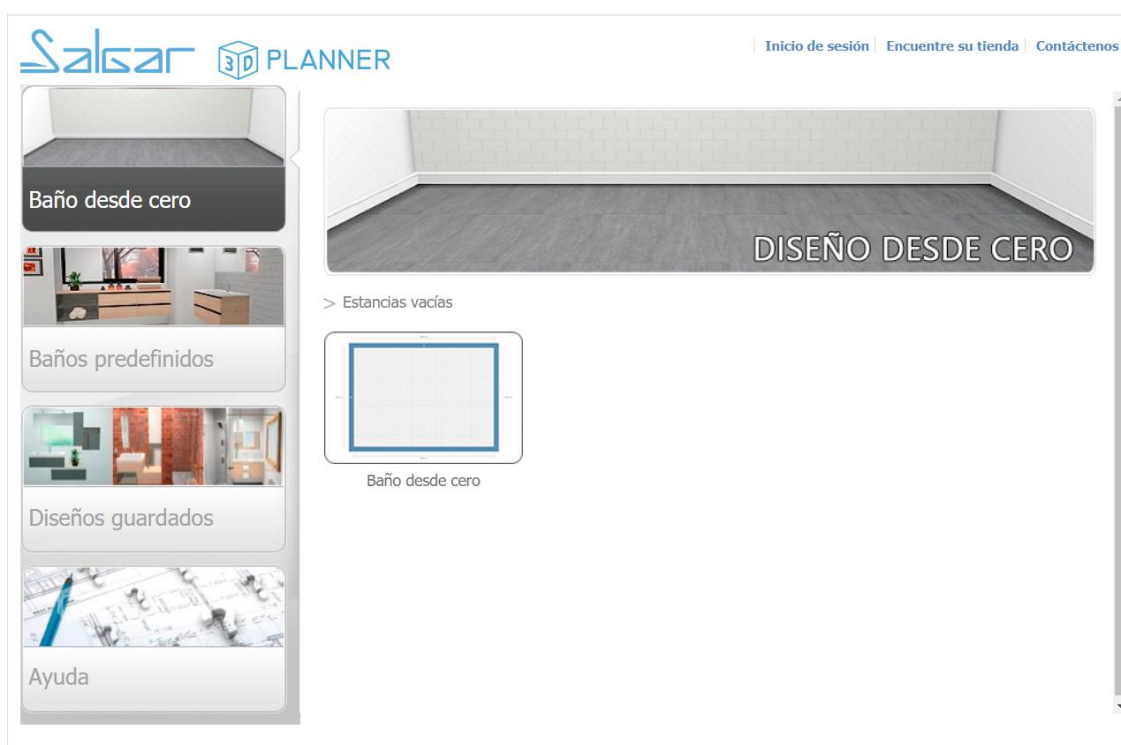 Salgar 3D PLANNER
Inicio de sesión Encuentre su tienda Contáctenos
Baño desde cero
Baños predefinidos
Diseños guardados
Ayuda
DISEÑO DESDE CERO
> Estancias vacías
Baño desde cero